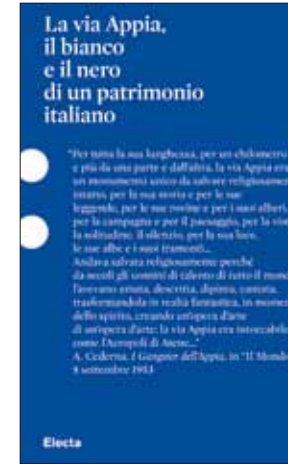 La via Appia,
il bianco
e il nero
di un patrimonio
italiano
"Per tutta la sua lunghezza, per un chilometro
e più da una parte e dall'altra, la via Appia era
un monumento unico da salvare religiosamente
intatto, per la sua storia e per le sue
leggende, per le sue rovine e per i suoi alberi,
per la campagna e per il paesaggio, per la vista,
la solitudine, il silenzio, per la sua luce,
le sue albe e i suoi tramonti...
Andava salvata religiosamente perché
da secoli gli uomini di talento di tutto il mondo
l'avevano amata, descritta, dipinta, cantata,
trasformandola in realtà fantastica, in momento
dello spirito, creando un'opera d'arte
di un'opera d'arte: la via Appia era intoccabile,
come l'Acropoli di Atene..."
A. Cederna, I Gangster dell'Appia, in "Il Mondo"
8 settembre 1953
Electa